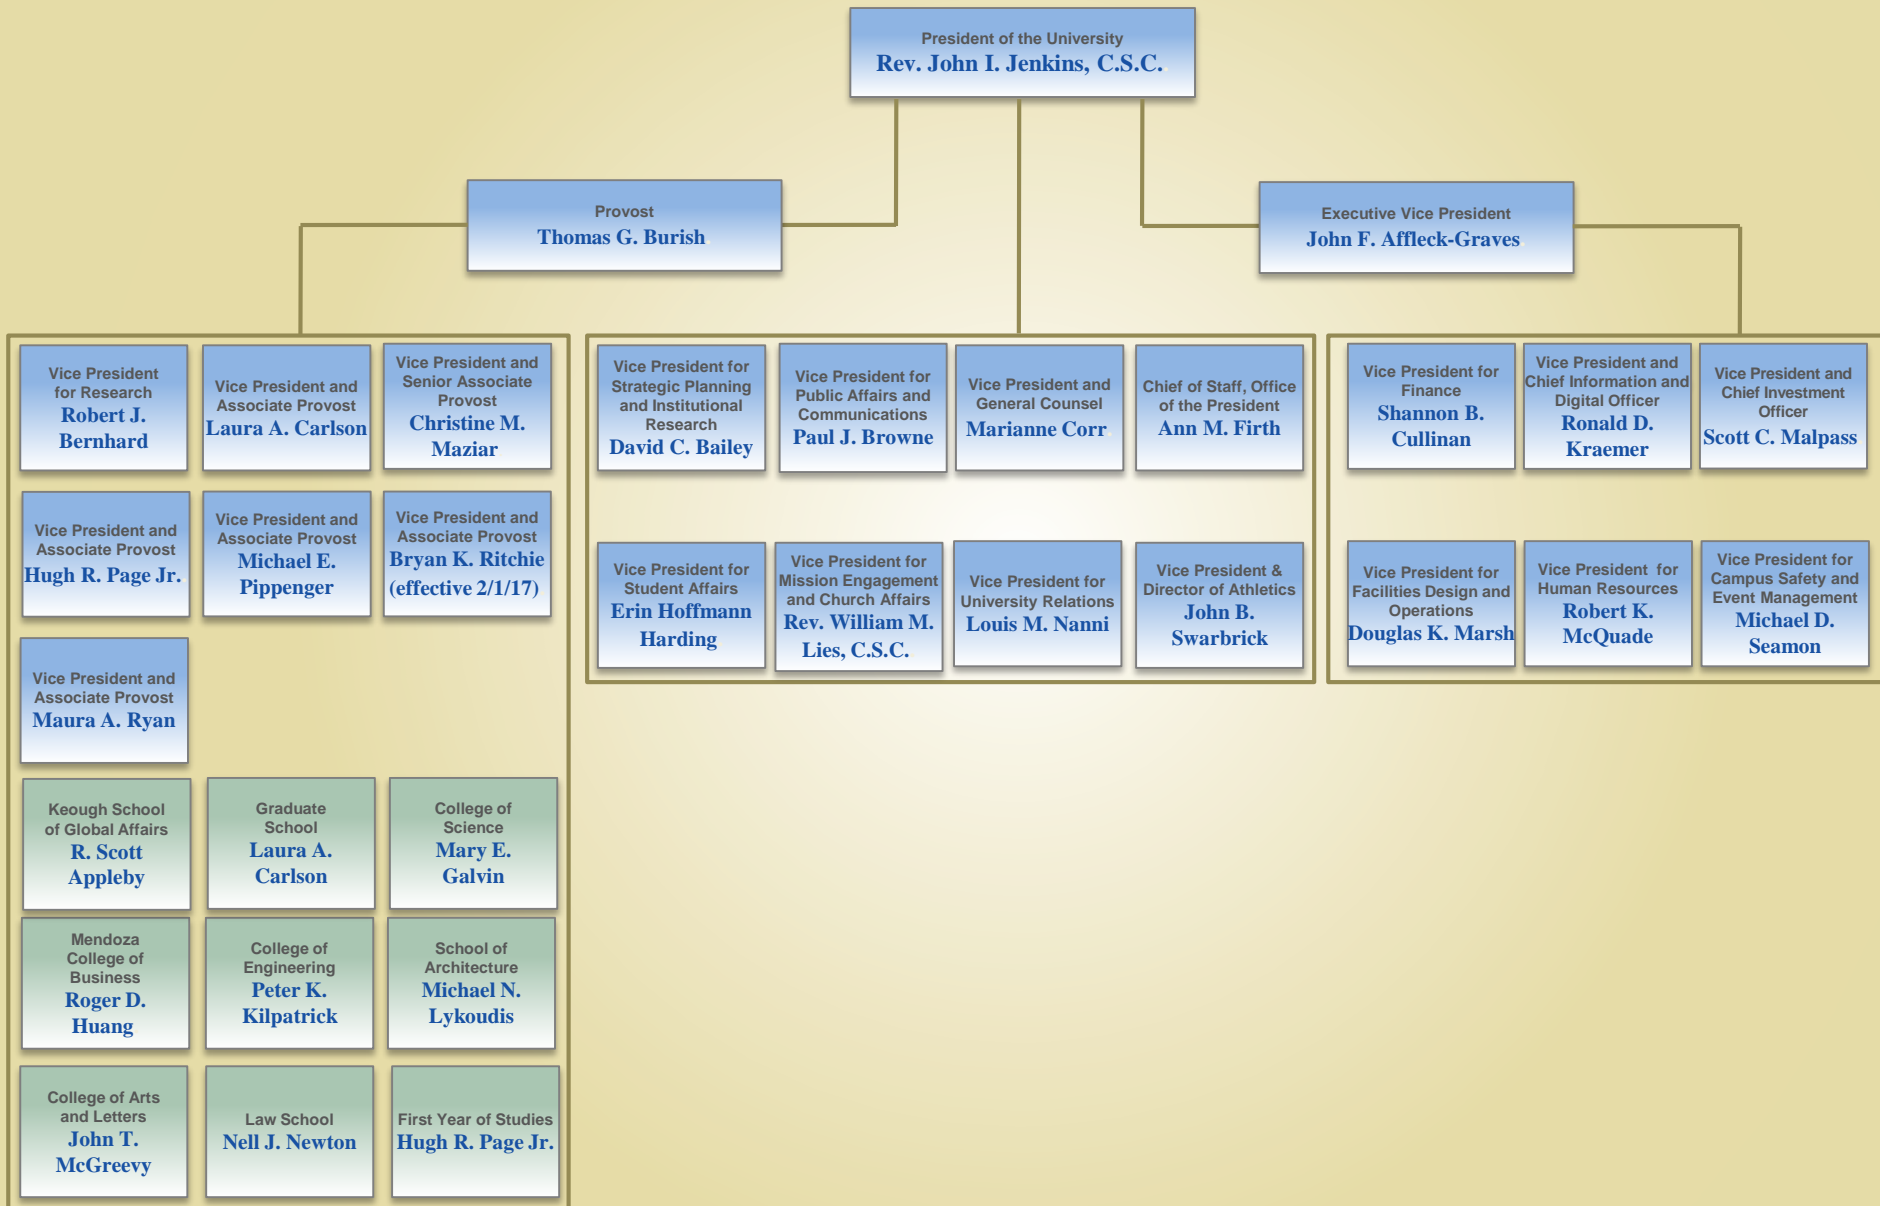 President of the University
Rev. John I. Jenkins, C.S.C.
Provost
Thomas G. Burish
Executive Vice President
John F. Affleck-Graves
Vice President
for Research
Robert J.
Bernhard
Vice President and
Associate Provost
Laura A. Carlson
Vice President and
Senior Associate
Provost
Christine M.
Maziar
Vice President and
Associate Provost
Hugh R. Page Jr.
Vice President and
Associate Provost
Michael E.
Pippenger
Vice President and
Associate Provost
Bryan K. Ritchie
(effective 2/1/17)
Vice President and
Associate Provost
Maura A. Ryan
Keough School
of Global Affairs
R. Scott
Appleby
Graduate
School
Laura A.
Carlson
College of
Science
Mary E.
Galvin
Mendoza
College of
Business
Roger D.
Huang
College of
Engineering
Peter K.
Kilpatrick
School of
Architecture
Michael N.
Lykoudis
College of Arts
and Letters
John T.
McGreevy
Law School
Nell J. Newton
First Year of Studies
Hugh R. Page Jr.
Vice President for
Strategic Planning
and Institutional
Research
David C. Bailey
Vice President for
Public Affairs and
Communications
Paul J. Browne
Vice President and
General Counsel
Marianne Corr
Chief of Staff, Office
of the President
Ann M. Firth
Vice President for
Student Affairs
Erin Hoffmann
Harding
Vice President for
Mission Engagement
and Church Affairs
Rev. William M.
Lies, C.S.C.
Vice President for
University Relations
Louis M. Nanni
Vice President &
Director of Athletics
John B.
Swarbrick
Vice President for
Finance
Shannon B.
Cullinan
Vice President and
Chief Information and
Digital Officer
Ronald D.
Kraemer
Vice President and
Chief Investment
Officer
Scott C. Malpass
Vice President for
Facilities Design and
Operations
Douglas K. Marsh
Vice President for
Human Resources
Robert K.
McQuade
Vice President for
Campus Safety and
Event Management
Michael D.
Seamon